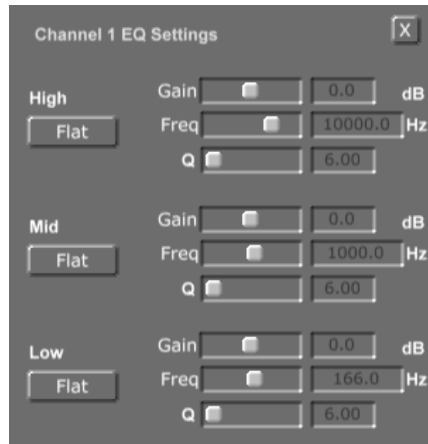 Channel 1 EQ Settings X
High
Flat
Gain 0.0 dB
Freq 10000.0 Hz
Q 6.00
Mid
Flat
Gain 0.0 dB
Freq 1000.0 Hz
Q 6.00
Low
Flat
Gain 0.0 dB
Freq 166.0 Hz
Q 6.00